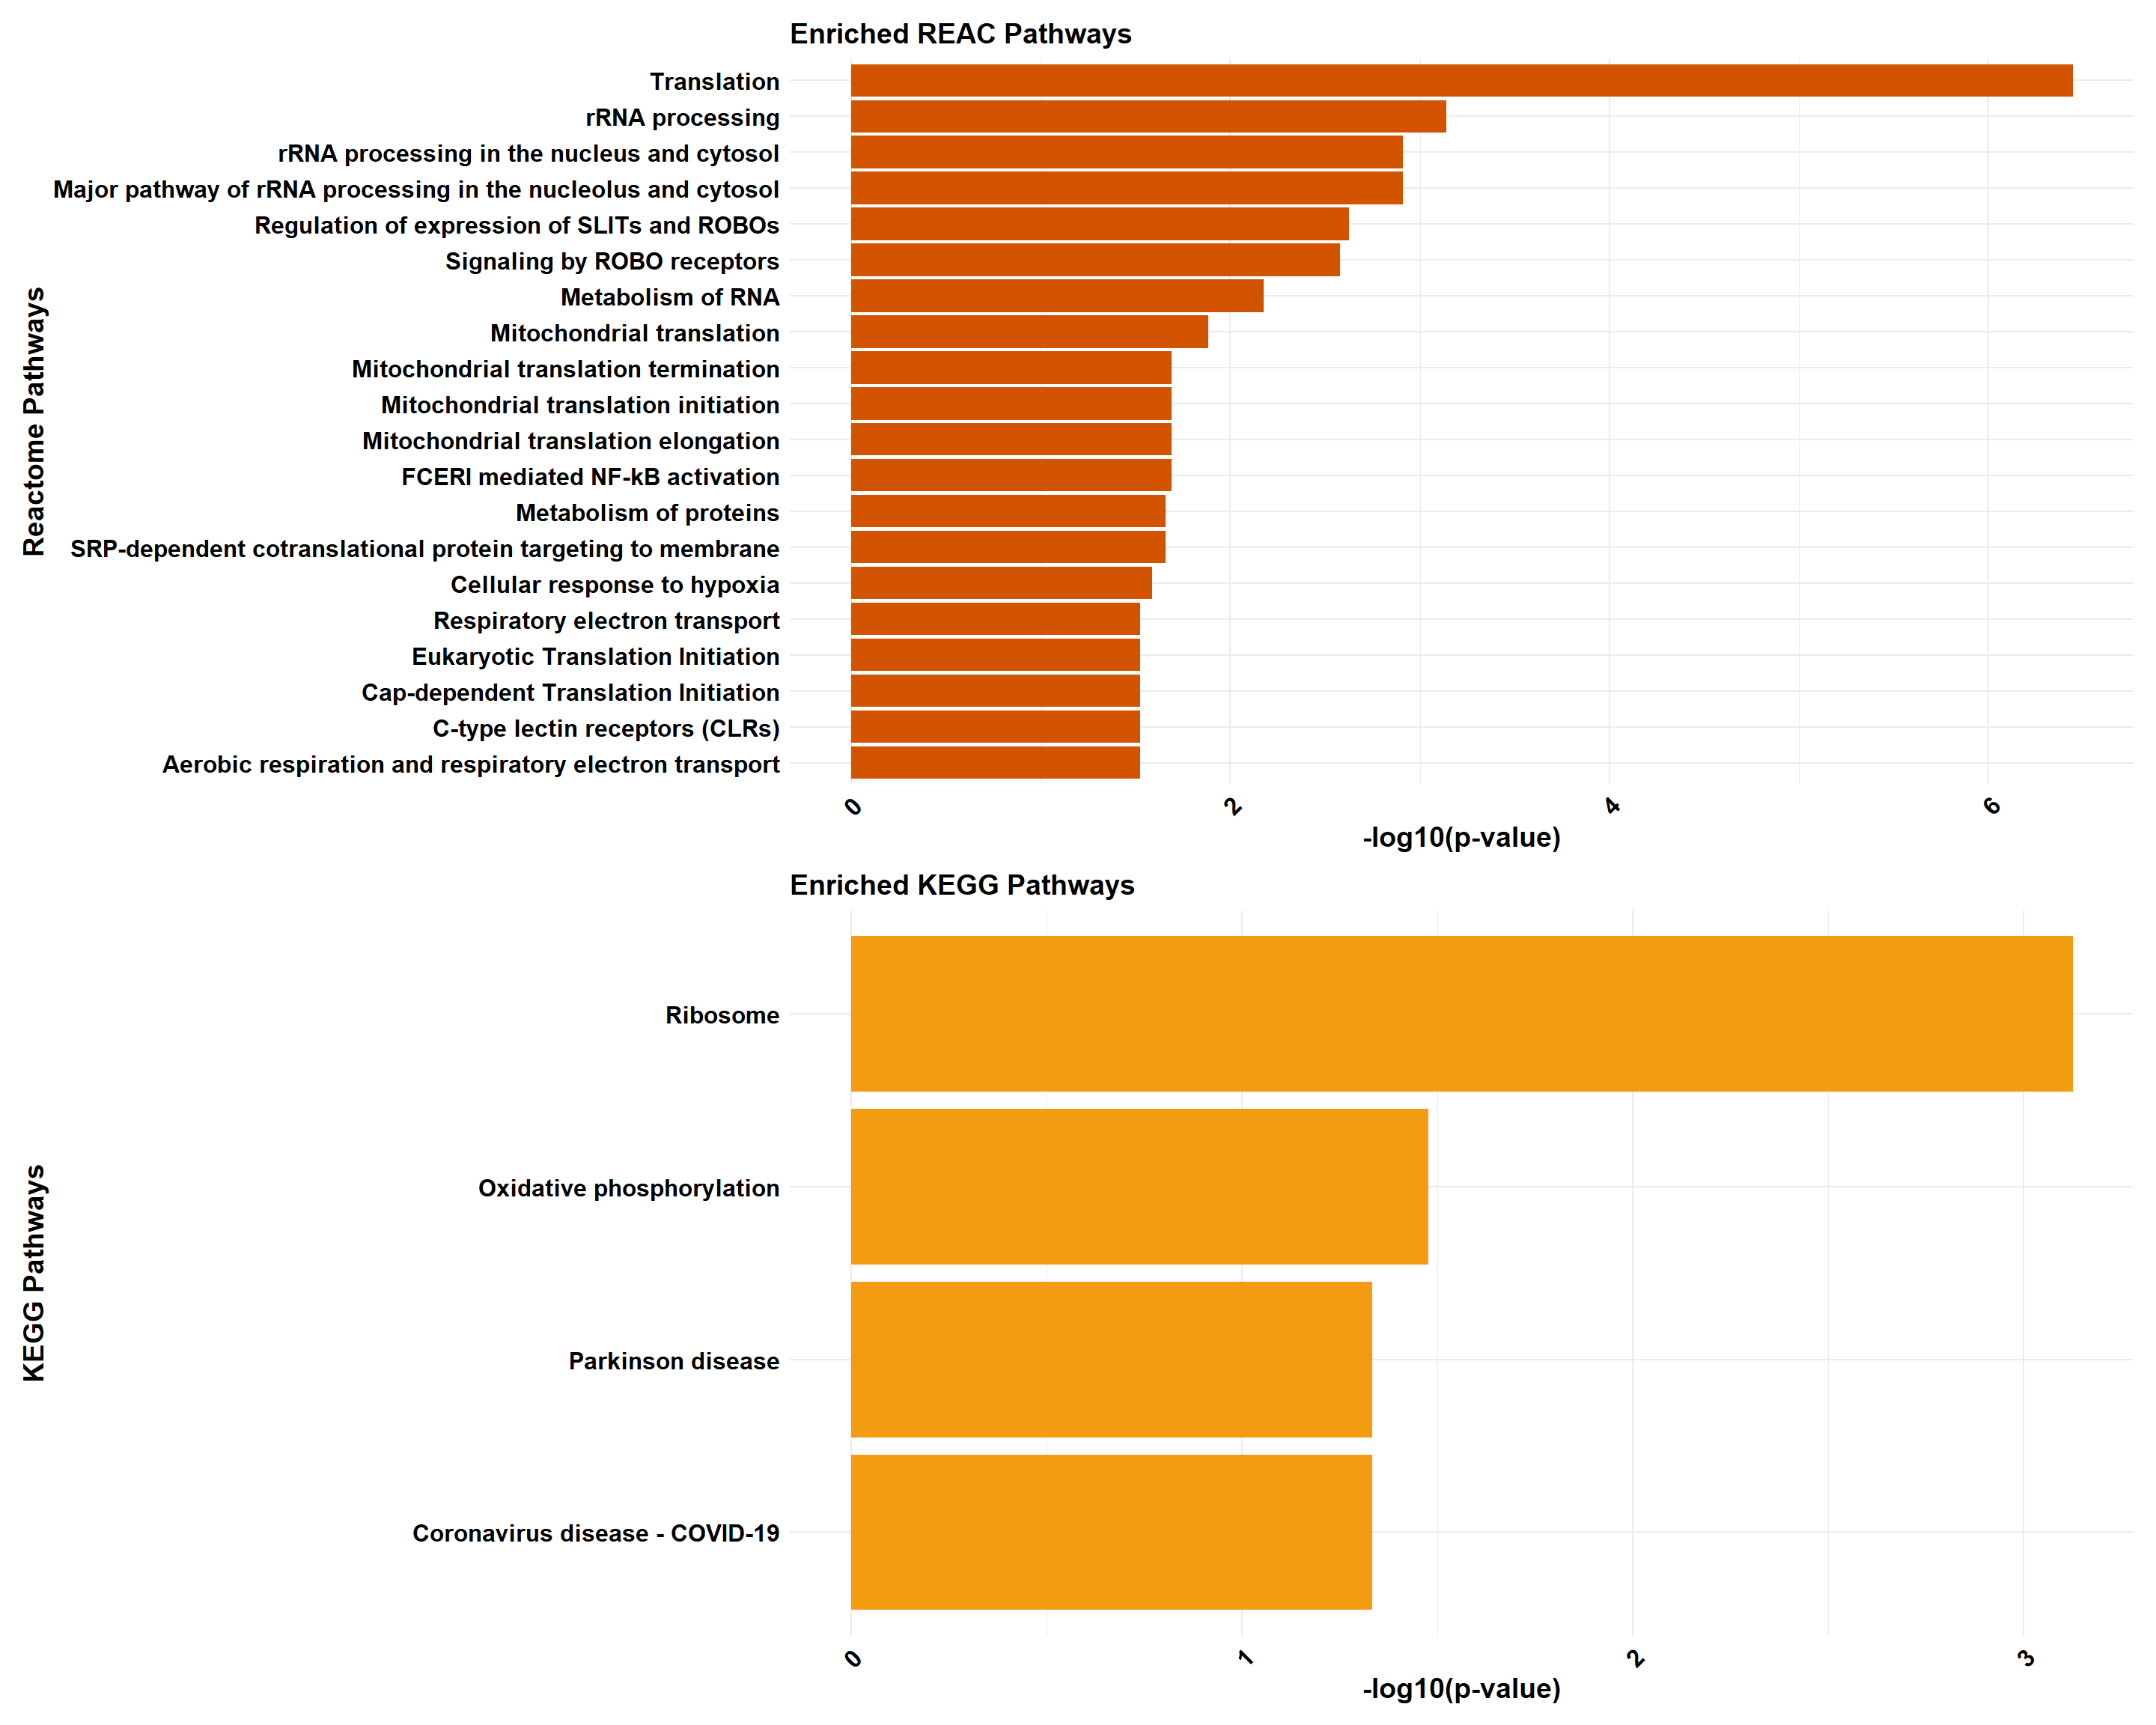 Enriched REAC Pathways
Reactome Pathways
Translation
rRNA processing
rRNA processing in the nucleus and cytosol
Major pathway of rRNA processing in the nucleolus and cytosol
Regulation of expression of SLITs and ROBOs
Signaling by ROBO receptors
Metabolism of RNA
Mitochondrial translation
Mitochondrial translation termination
Mitochondrial translation initiation
Mitochondrial translation elongation
FCERI mediated NF-kB activation
Metabolism of proteins
SRP-dependent cotranslational protein targeting to membrane
Cellular response to hypoxia
Respiratory electron transport
Eukaryotic Translation Initiation
Cap-dependent Translation Initiation
C-type lectin receptors (CLRs)
Aerobic respiration and respiratory electron transport
0 2 4 6
-log10(p-value)
Enriched KEGG Pathways
KEGG Pathways
Ribosome
Oxidative phosphorylation
Parkinson disease
Coronavirus disease - COVID-19
0 1 2 3
-log10(p-value)